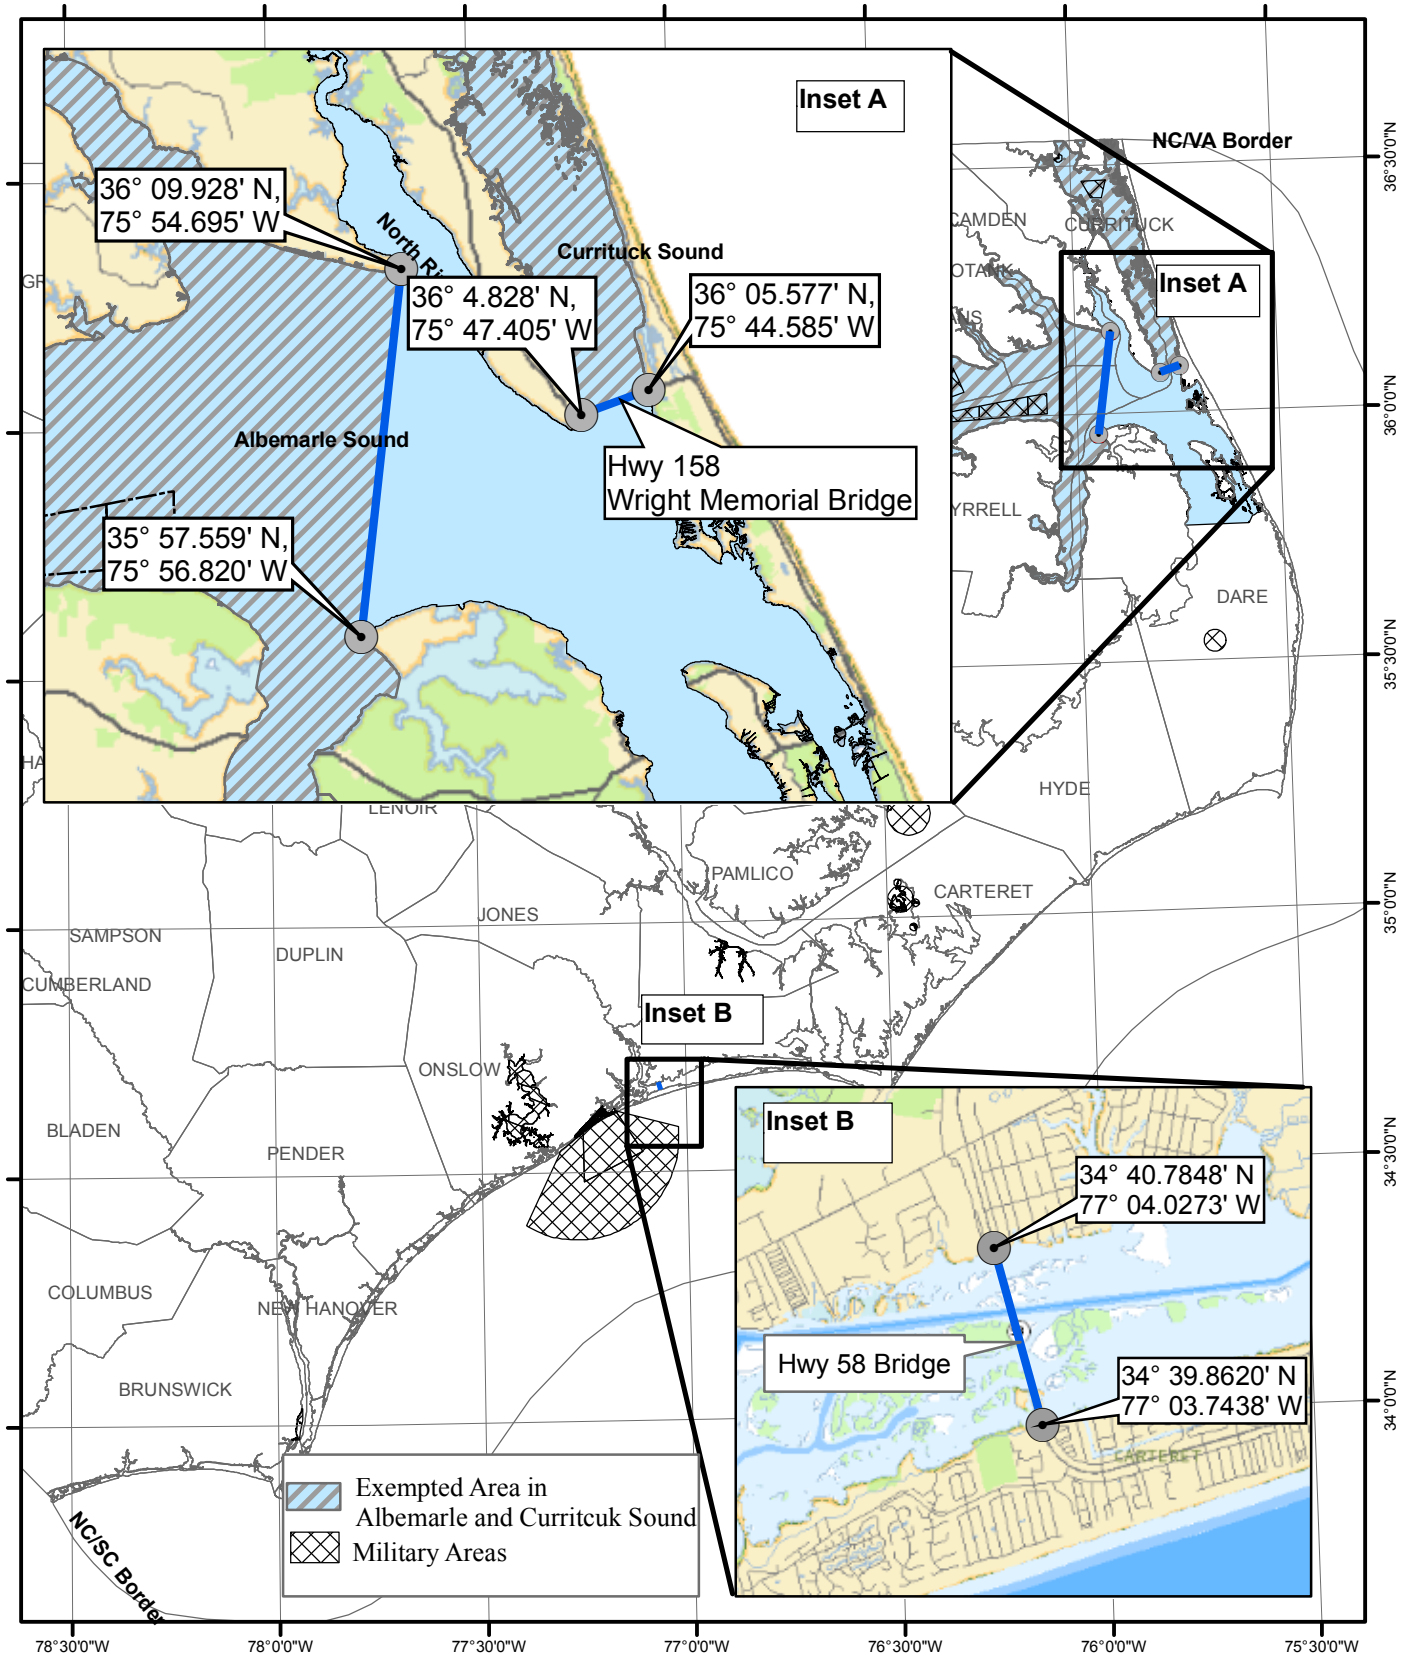 Inset A
NC/VA Border
36° 09.928' N,
75° 54.695' W
North Ri
Currituck Sound
36° 4.828' N,
75° 47.405' W
36° 05.577' N,
75° 44.585' W
Albemarle Sound
Hwy 158
Wright Memorial Bridge
35° 57.559' N,
75° 56.820' W
CAMDEN
CURRITUCK
OTANK
ANS
Inset A
YRRELL
DARE
HYDE
GR
HA
LENOIR
PAMLICO
CARTERET
JONES
SAMPSON
DUPLIN
CUMBERLAND
Inset B
ONSLOW
BLADEN
PENDER
COLUMBUS
NEW HANOVER
BRUNSWICK
Inset B
34° 40.7848' N
77° 04.0273' W
Hwy 58 Bridge
34° 39.8620' N
77° 03.7438' W
CARTERET
Exempted Area in
Albemarle and Curritcuk Sound
Military Areas
NC/SC Border
36°30'0"N
36°0'0"N
35°30'0"N
35°0'0"N
34°30'0"N
34°0'0"N
78°30'0"W
78°0'0"W
77°30'0"W
77°0'0"W
76°30'0"W
76°0'0"W
75°30'0"W